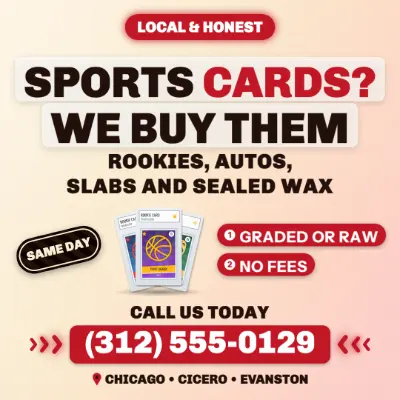 LOCAL & HONEST
SPORTS CARDS?
WE BUY THEM
ROOKIES, AUTOS,
SLABS AND SEALED WAX
SAME DAY
1 GRADED OR RAW
2 NO FEES
CALL US TODAY
(312) 555-0129
CHICAGO • CICERO • EVANSTON